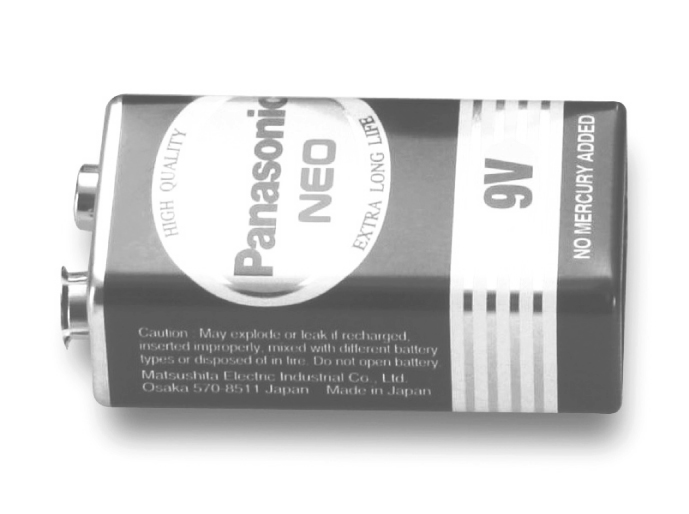 HIGH QUALITY
Panasonic
NEO
EXTRA LONG LIFE
9V
NO MERCURY ADDED
Caution : May explode or leak if recharged,
inserted improperly, mixed with different battery
types or disposed of in fire. Do not open battery.
Matsushita Electric Industrial Co., Ltd.
Osaka 570-8511 Japan Made in Japan